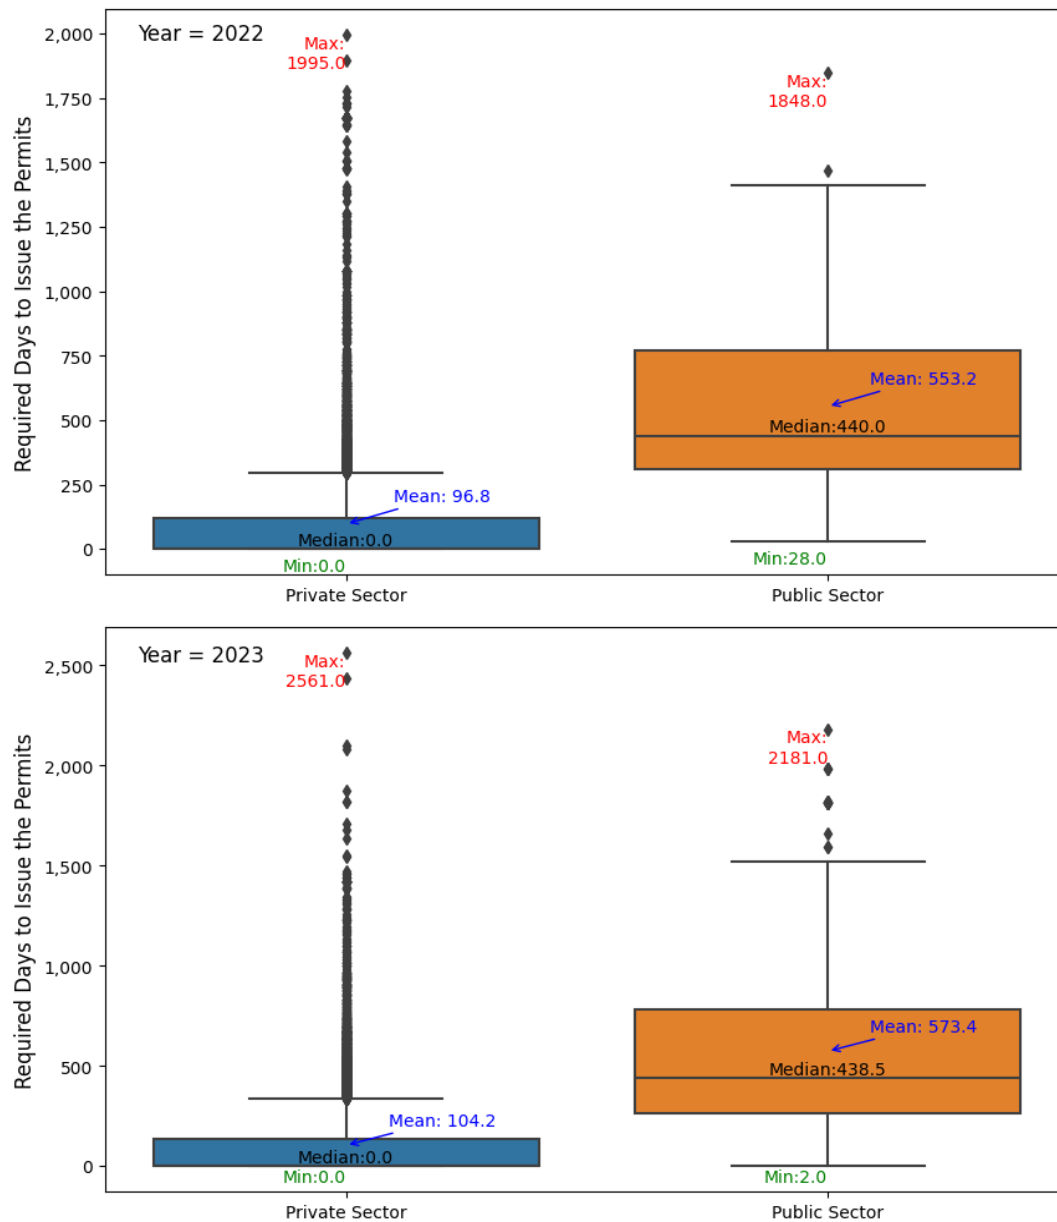 Year = 2022
Required Days to Issue the Permits
2,000
1,750
1,500
1,250
1,000
750
500
250
0
Max:
1995.0
Mean: 96.8
Median:0.0
Min:0.0
Max:
1848.0
Mean: 553.2
Median:440.0
Min:28.0
Private Sector
Public Sector
Year = 2023
Required Days to Issue the Permits
2,500
2,000
1,500
1,000
500
0
Max:
2561.0
Mean: 104.2
Median:0.0
Min:0.0
Max:
2181.0
Mean: 573.4
Median:438.5
Min:2.0
Private Sector
Public Sector